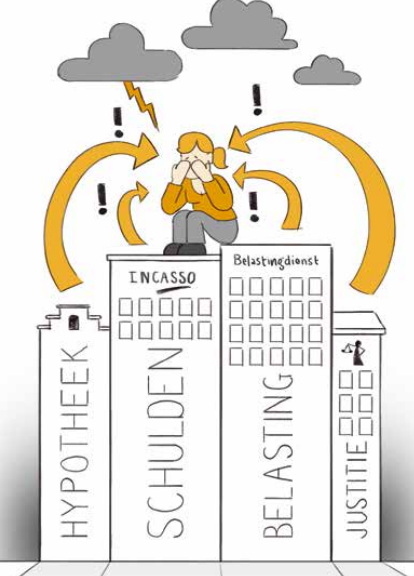 !
!
!
!
INCASSO
Belastingdienst
HYPOTHEEK
SCHULDEN
BELASTING
JUSTITIE